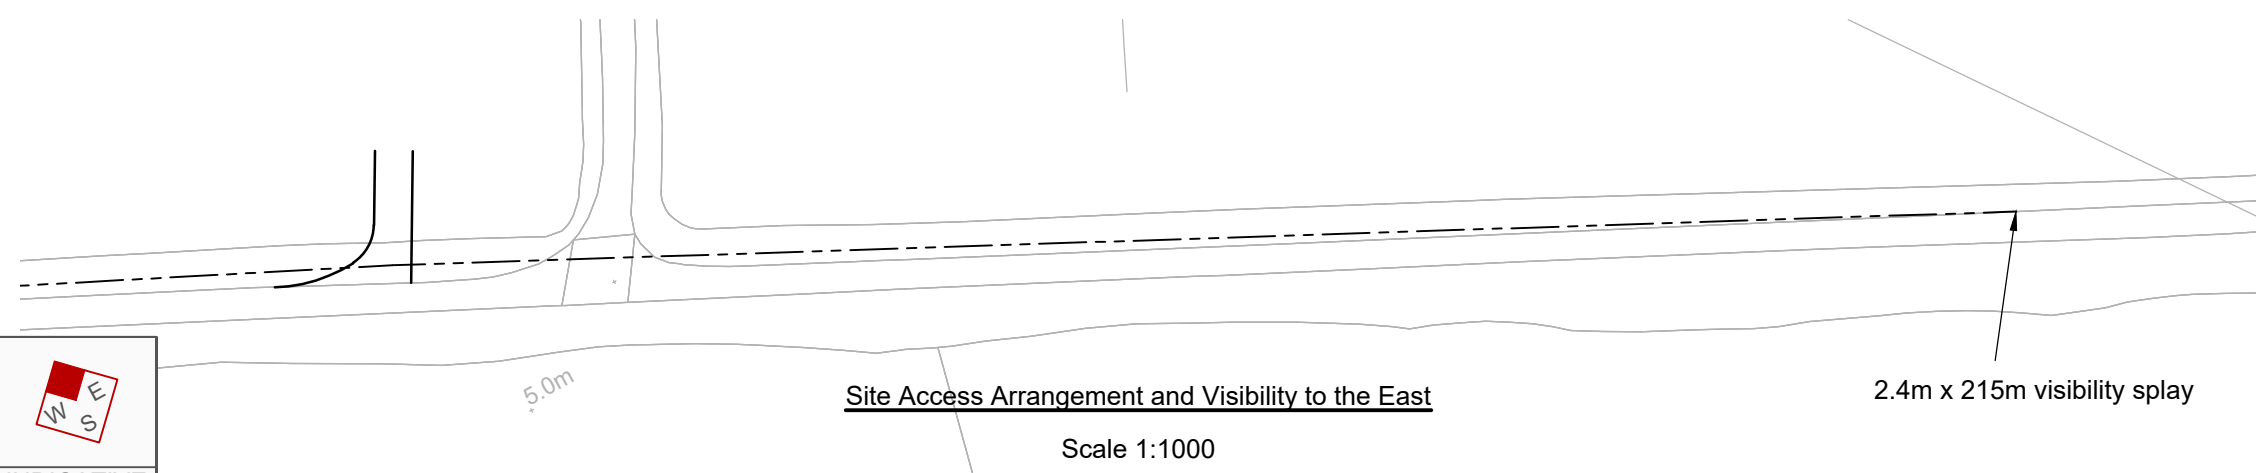 5.0m
Site Access Arrangement and Visibility to the East
Scale 1:1000
2.4m x 215m visibility splay
E
W
S